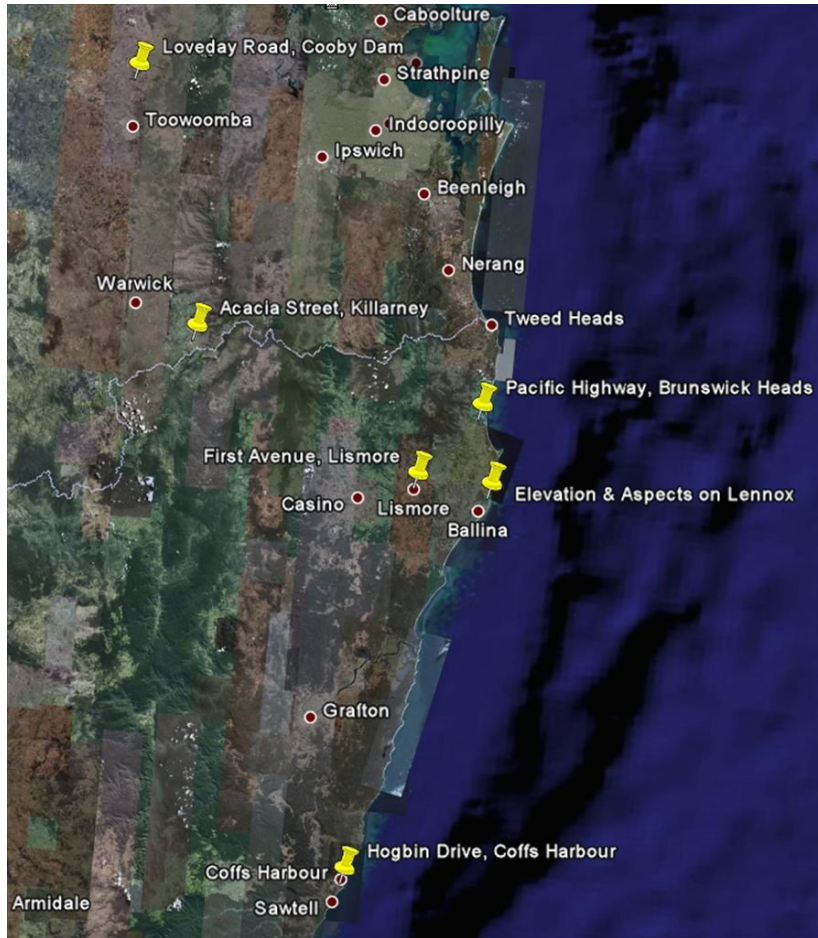 Caboolture
Loveday Road, Cooby Dam
Strathpine
Toowoomba
Indooroopilly
Ipswich
Beenleigh
Nerang
Warwick
Acacia Street, Killarney
Tweed Heads
Pacific Highway, Brunswick Heads
First Avenue, Lismore
Elevation & Aspects on Lennox
Casino
Lismore
Ballina
Grafton
Hogbin Drive, Coffs Harbour
Coffs Harbour
Armidale
Sawtell